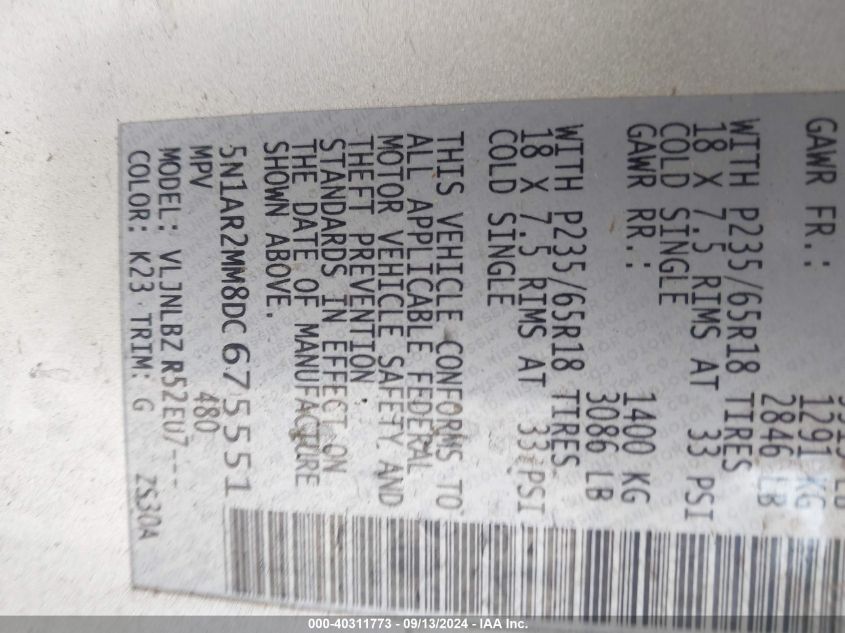 GAWR FR.: 1291 KG
2846 LB
WITH P235/65R18 TIRES
18 X 7.5 RIMS AT 33 PSI
COLD SINGLE
GAWR RR.: 1400 KG
3086 LB
WITH P235/65R18 TIRES
18 X 7.5 RIMS AT 33 PSI
COLD SINGLE
THIS VEHICLE CONFORMS TO
ALL APPLICABLE FEDERAL
MOTOR VEHICLE SAFETY, AND
THEFT PREVENTION
STANDARDS IN EFFECT ON
THE DATE OF MANUFACTURE
SHOWN ABOVE.
5N1AR2MM8DC675551
MPV 480
MODEL: VLJNLBZ R52EU7---
COLOR: K23 TRIM: G ZS30A
000-40311773 - 09/13/2024 - IAA, Inc.